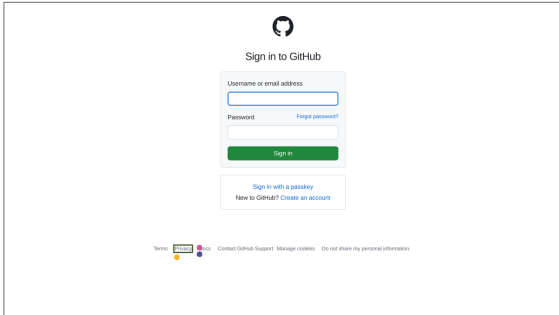 Sign in to GitHub
Username or email address
Password Forgot password?
Sign in
Sign in with a passkey
New to GitHub? Create an account
Terms Privacy Contact GitHub Support Manage cookies Do not share my personal information